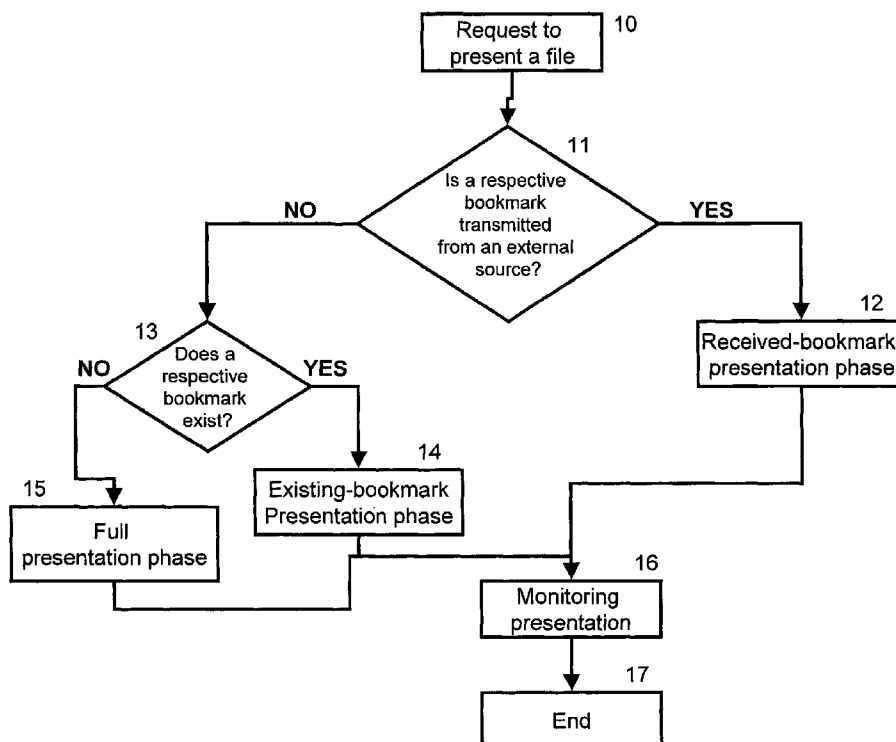 Request to
present a file
10
11
Is a respective
bookmark
transmitted
from an external
source?
NO
YES
12
Received-bookmark
presentation phase
13
Does a
respective
bookmark
exist?
NO
YES
14
Existing-bookmark
Presentation phase
15
Full
presentation phase
16
Monitoring
presentation
17
End